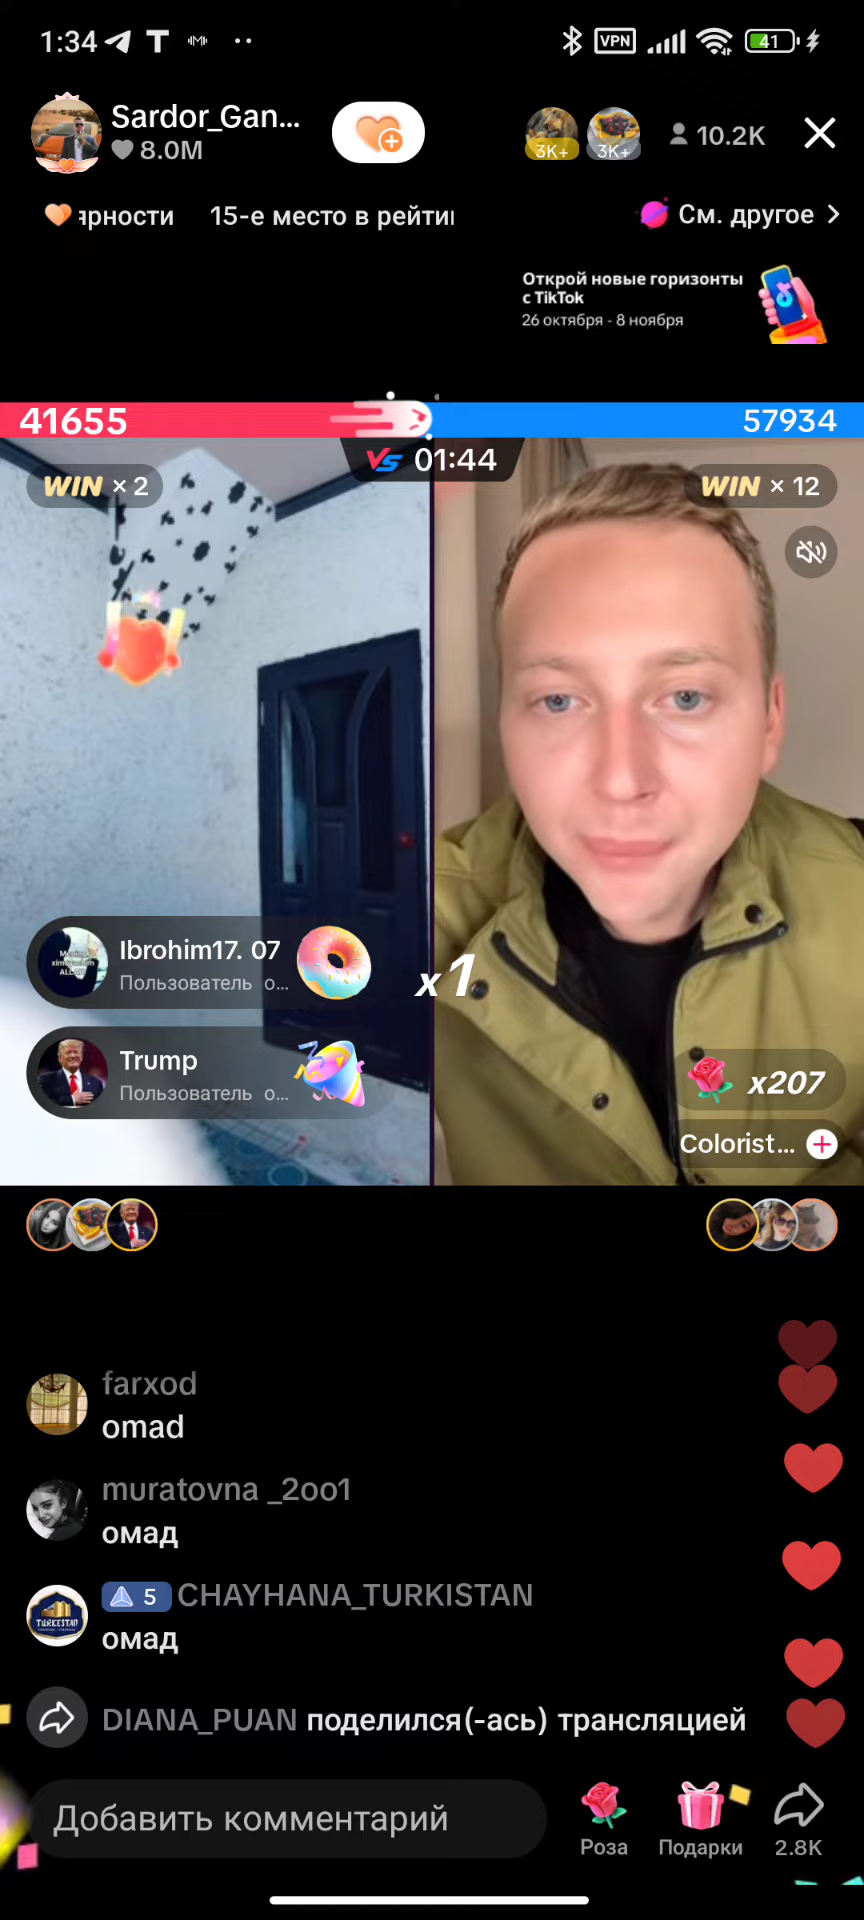 1:34
VPN
41
Sardor_Gan...
8.0M
3K+
3K+
10.2K
ярности
15-е место в рейти
См. другое
Открой новые горизонты
с TikTok
26 октября - 8 ноября
41655
57934
VS 01:44
WIN × 2
WIN × 12
Ibrohim17. 07
Пользователь о...
x1
Trump
Пользователь о...
x207
Colorist...
farxod
omad
muratovna _2oo1
омад
5 CHAYHANA_TURKISTAN
TURKESTAN
омад
DIANA_PUAN поделился(-ась) трансляцией
Добавить комментарий
Роза
Подарки
2.8K